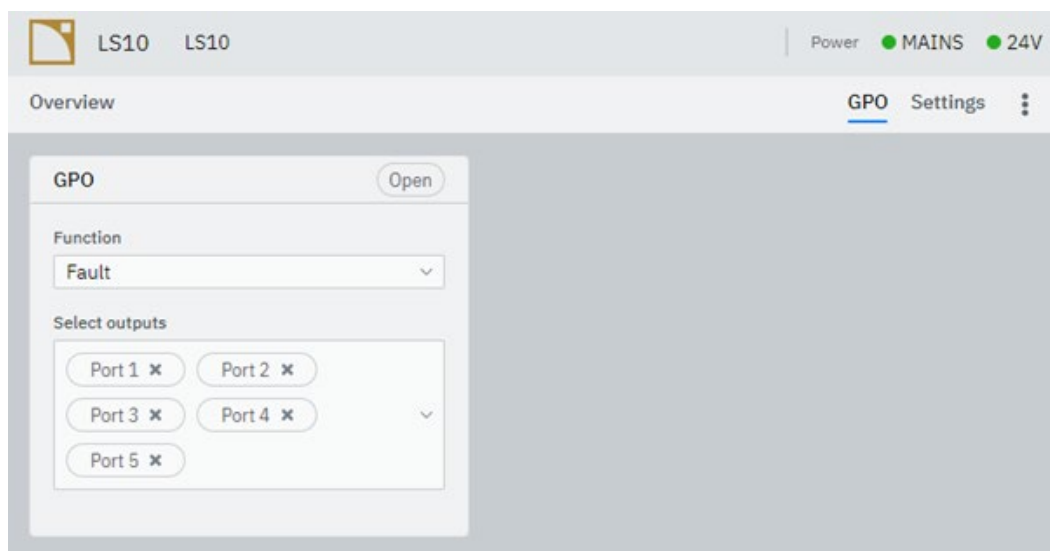 LS10 LS10 Power MAINS 24V
Overview GPO Settings
GPO Open
Function
Fault
Select outputs
Port 1 × Port 2 ×
Port 3 × Port 4 ×
Port 5 ×